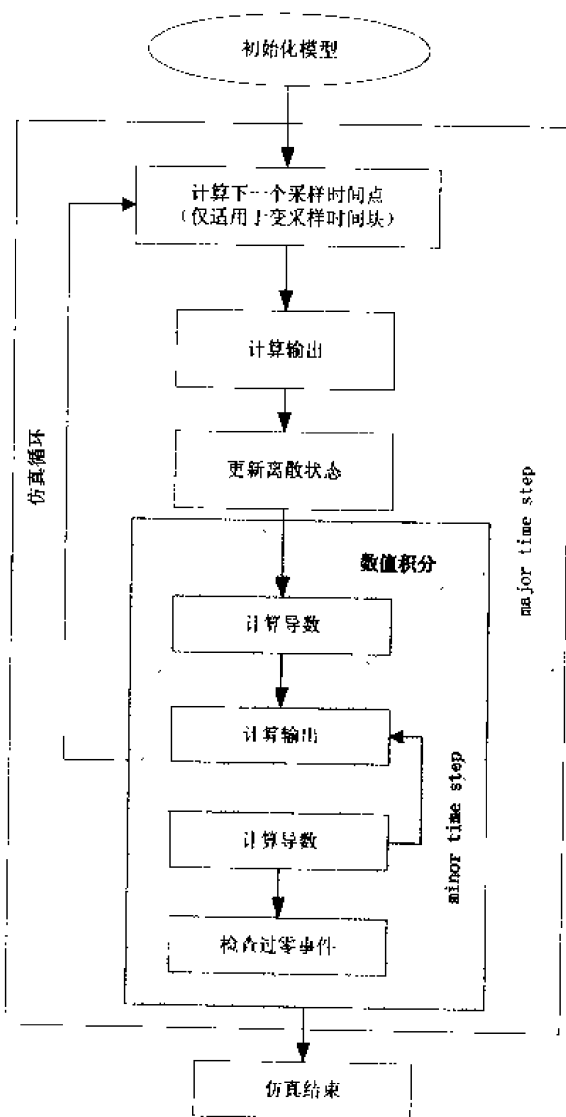 初始化模型
计算下一个采样时间点
（仅适用于变采样时间块）
计算输出
更新离散状态
仿真循环
major time step
数值积分
计算导数
计算输出
计算导数
minor time step
检查过零事件
仿真结束